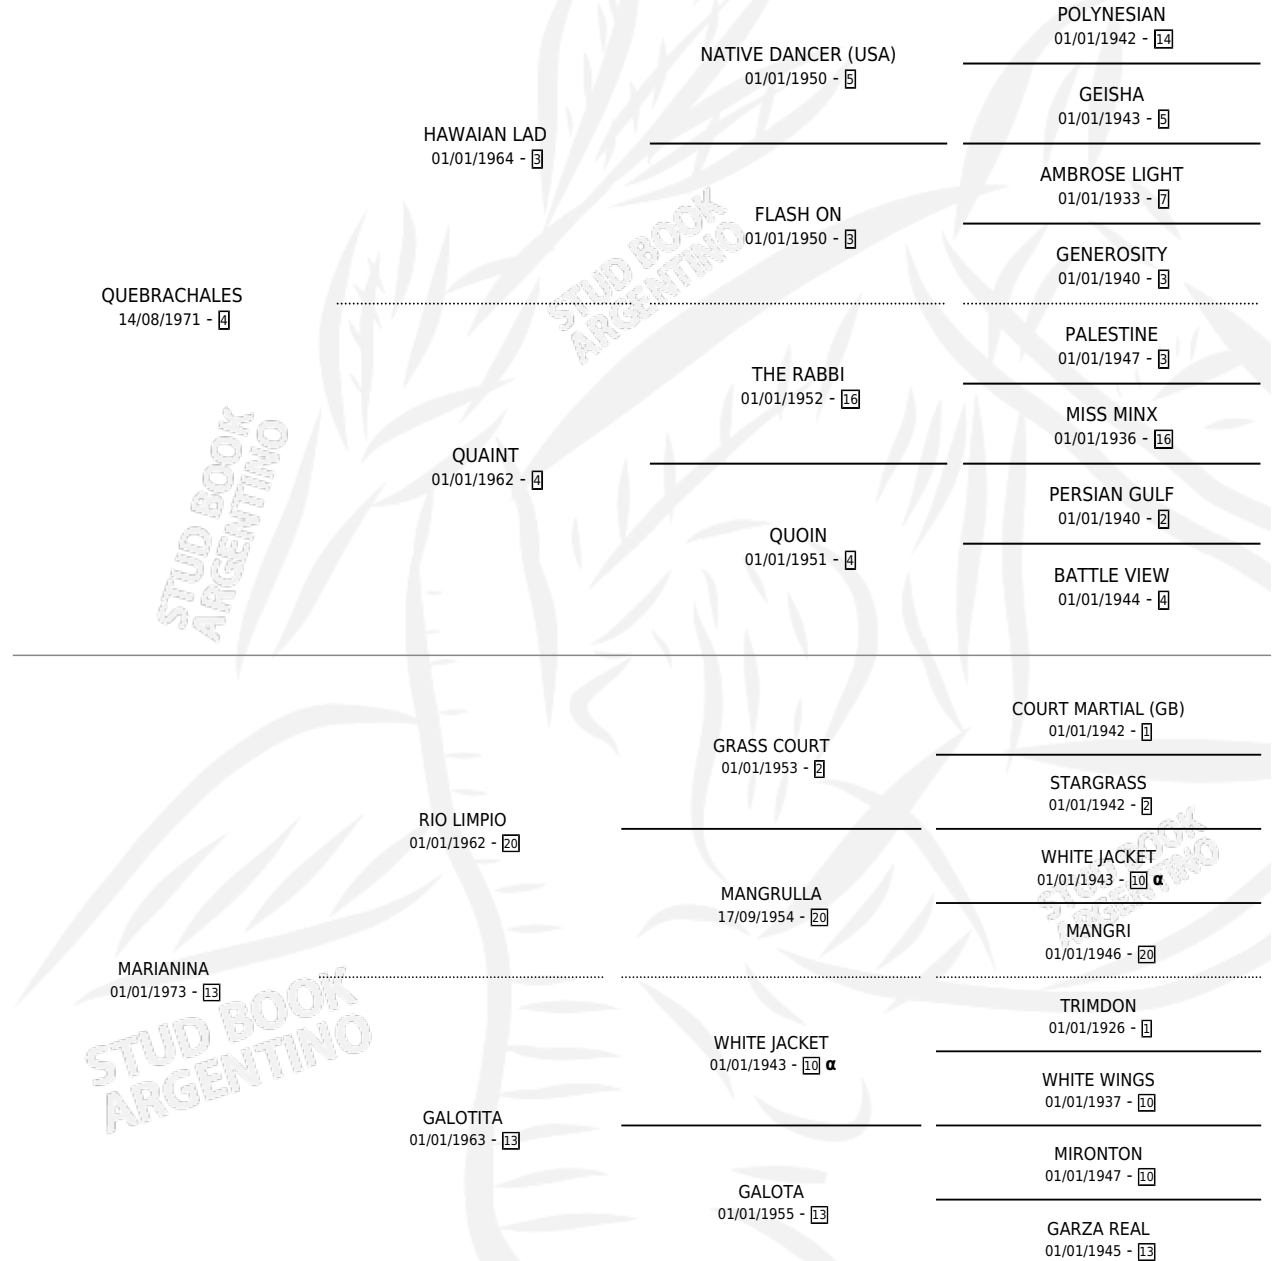 POLYNESIAN
01/01/1942 - 14
NATIVE DANCER (USA)
01/01/1950 - 5
GEISHA
01/01/1943 - 5
HAWAIAN LAD
01/01/1964 - 3
AMBROSE LIGHT
01/01/1933 - 7
FLASH ON
01/01/1950 - 3
GENEROSITY
01/01/1940 - 3
QUEBRACHALES
14/08/1971 - 4
PALESTINE
01/01/1947 - 3
THE RABBI
01/01/1952 - 16
MISS MINX
01/01/1936 - 16
QUAINT
01/01/1962 - 4
PERSIAN GULF
01/01/1940 - 2
QUOIN
01/01/1951 - 4
BATTLE VIEW
01/01/1944 - 4
COURT MARTIAL (GB)
01/01/1942 - 1
GRASS COURT
01/01/1953 - 2
STARGRASS
01/01/1942 - 2
RIO LIMPIO
01/01/1962 - 20
WHITE JACKET
01/01/1943 - 10 α
MANGRULLA
17/09/1954 - 20
MANGRI
01/01/1946 - 20
MARIANINA
01/01/1973 - 13
TRIMDON
01/01/1926 - 1
WHITE JACKET
01/01/1943 - 10 α
WHITE WINGS
01/01/1937 - 10
GALOTITA
01/01/1963 - 13
MIRONTON
01/01/1947 - 10
GALOTA
01/01/1955 - 13
GARZA REAL
01/01/1945 - 13
STUD BOOK
ARGENTINO
STUD BOOK
ARGENTINO
STUD BOOK
ARGENTINO
STUD BOOK
ARGENTINO